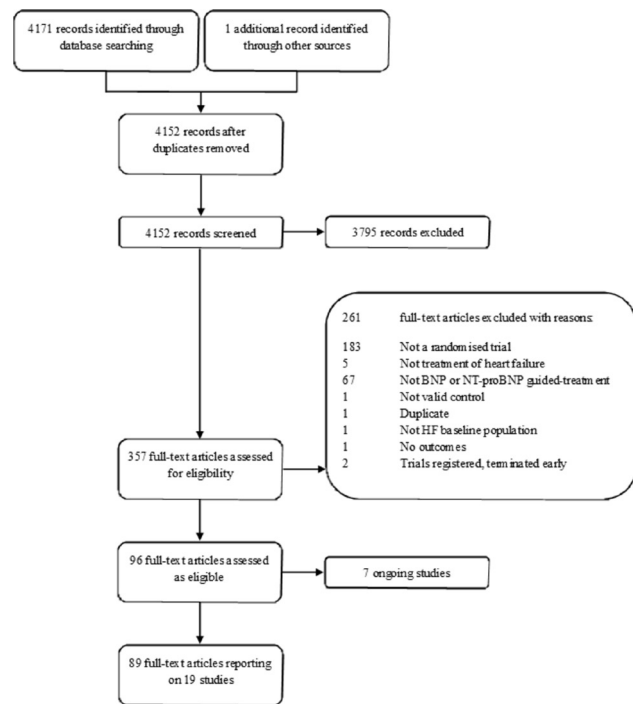 4171 records identified through
database searching
1 additional record identified
through other sources
4152 records after
duplicates removed
4152 records screened
3795 records excluded
261 full-text articles excluded with reasons:
183 Not a randomised trial
5 Not treatment of heart failure
67 Not BNP or NT-proBNP guided-treatment
1 Not valid control
1 Duplicate
1 Not HF baseline population
1 No outcomes
2 Trials registered, terminated early
357 full-text articles assessed
for eligibility
96 full-text articles assessed
as eligible
7 ongoing studies
89 full-text articles reporting
on 19 studies